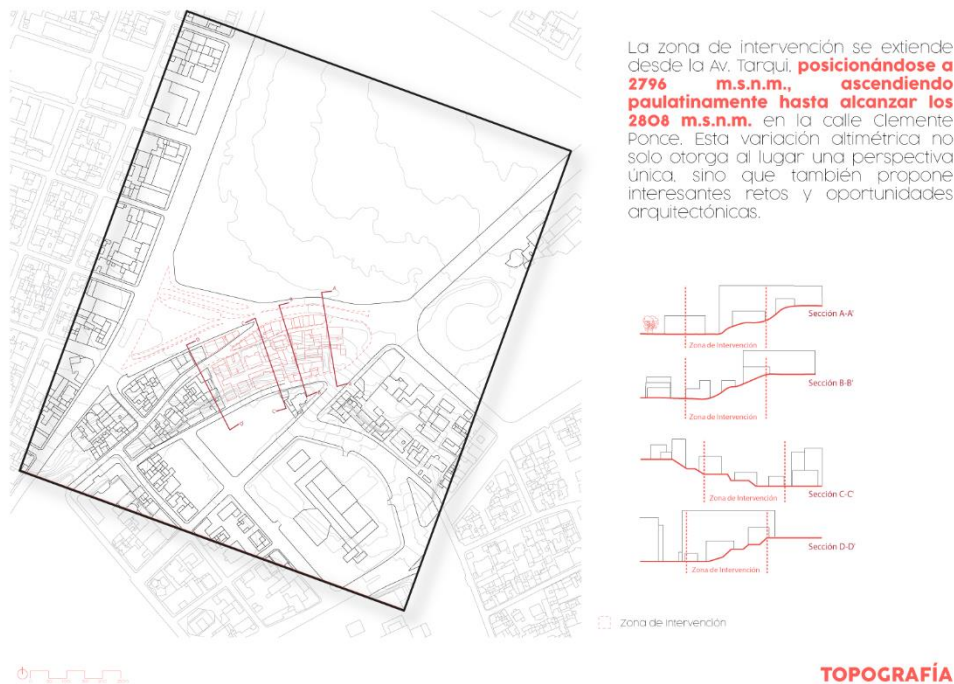 La zona de intervención se extiende
desde la Av. Tarqui, posicionándose a
2796 m.s.n.m., ascendiendo
paulatinamente hasta alcanzar los
2808 m.s.n.m. en la calle Clemente
Ponce. Esta variación altimétrica no
solo otorga al lugar una perspectiva
única, sino que también propone
interesantes retos y oportunidades
arquitectónicas.
Sección A-A'
Zona de Intervención
Sección B-B'
Zona de Intervención
Sección C-C'
Zona de Intervención
Sección D-D'
Zona de Intervención
Zona de Intervención
TOPOGRAFÍA